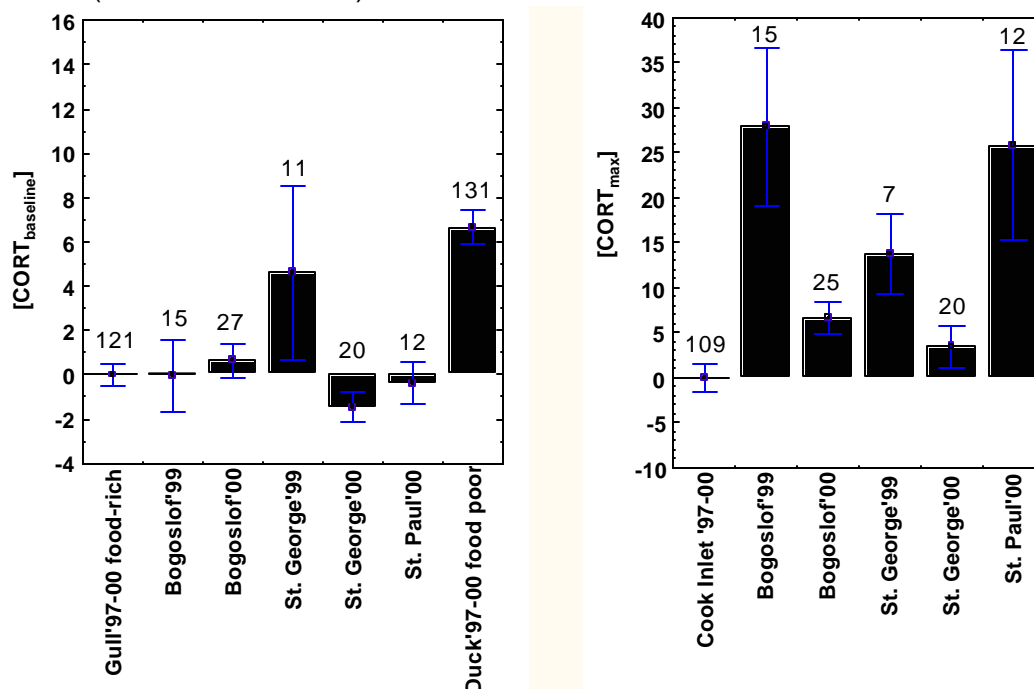 [CORTbaseline]
16
14
12
10
8
6
4
2
0
-2
-4
121
15
27
11
20
12
131
Gull'97-00 food-rich
Bogoslof'99
Bogoslof'00
St. George'99
St. George'00
St. Paul'00
Duck'97-00 food poor
[CORTmax]
40
35
30
25
20
15
10
5
0
-5
-10
109
15
25
7
20
12
Cook Inlet '97-00
Bogoslof'99
Bogoslof'00
St. George'99
St. George'00
St. Paul'00